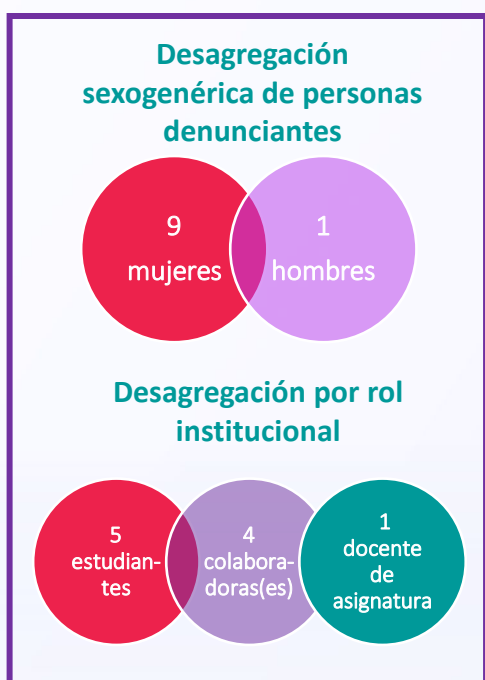 Desagregación
sexogenérica de personas
denunciantes
9
mujeres
1
hombres
Desagregación por rol
institucional
5
estudian-
tes
4
colabora-
doras(es)
1
docente
de
asignatura